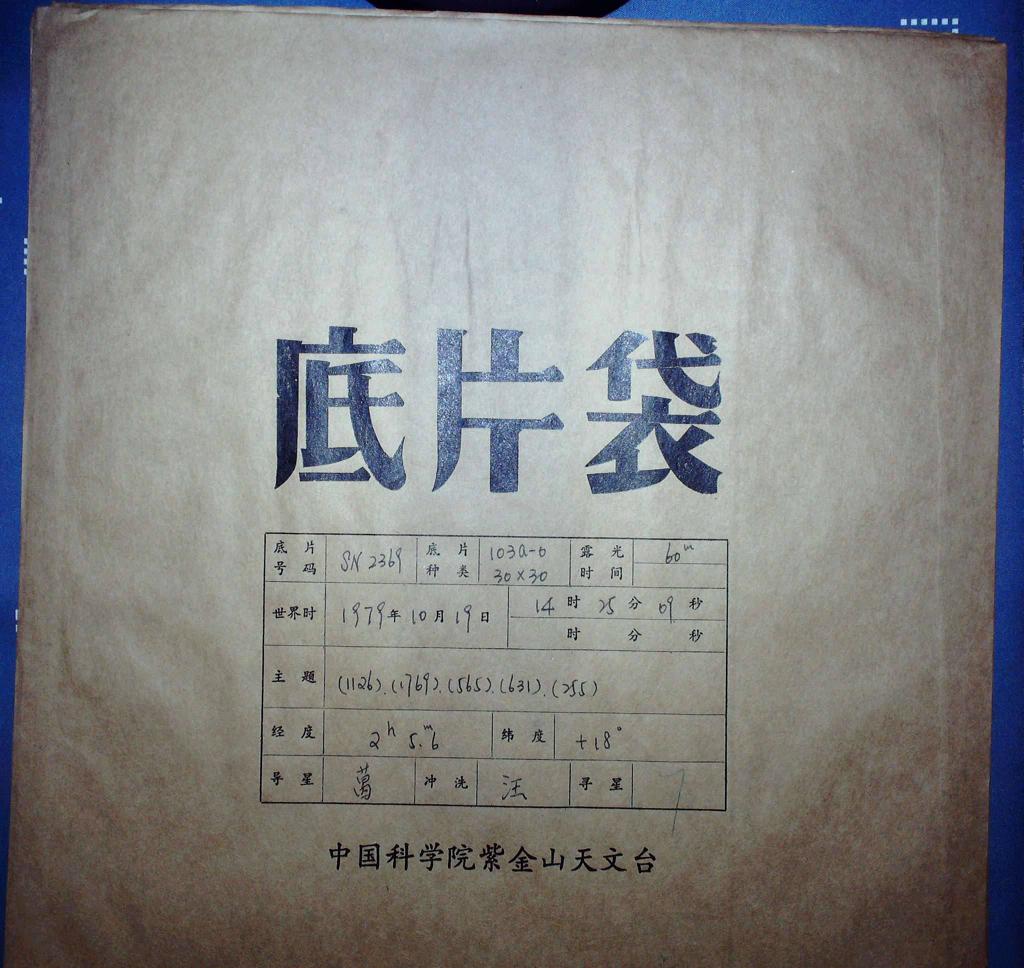 底片袋
底片号码 SN 2369 底片种类 103a-O 30×30 露光时间 60m
世界时 1979年10月19日 14时25分09秒
时 分 秒
主题 (1126).(1769).(565).(631).(255)
经度 2h 5.m6 纬度 +18°
导星 萬 冲洗 汪 寻星
中国科学院紫金山天文台